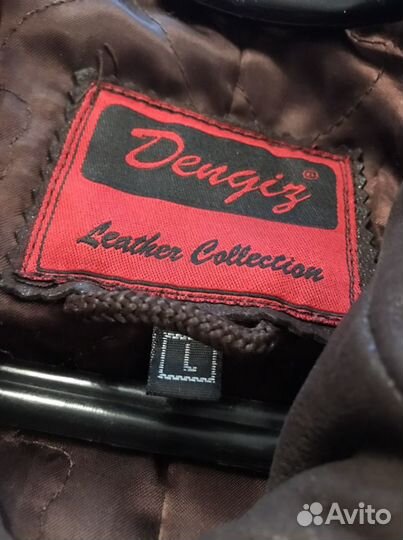 Dengiz®
Leather Collection
L
Avito